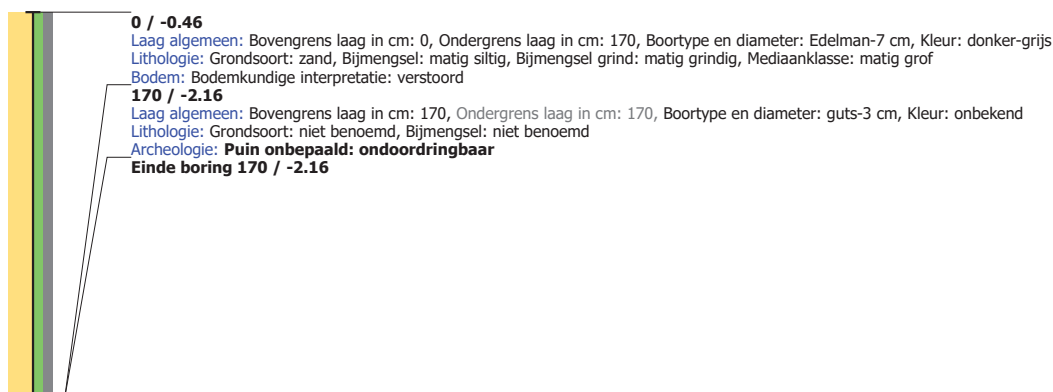 0 / -0.46
Laag algemeen: Bovengrens laag in cm: 0, Ondergrens laag in cm: 170, Boortype en diameter: Edelman-7 cm, Kleur: donker-grijs
Lithologie: Grondsoort: zand, Bijmengsel: matig siltig, Bijmengsel grind: matig grindig, Mediaanklasse: matig grof
Bodem: Bodemkundige interpretatie: verstoord
170 / -2.16
Laag algemeen: Bovengrens laag in cm: 170, Ondergrens laag in cm: 170, Boortype en diameter: guts-3 cm, Kleur: onbekend
Lithologie: Grondsoort: niet benoemd, Bijmengsel: niet benoemd
Archeologie: Puin onbepaald: ondoordringbaar
Einde boring 170 / -2.16